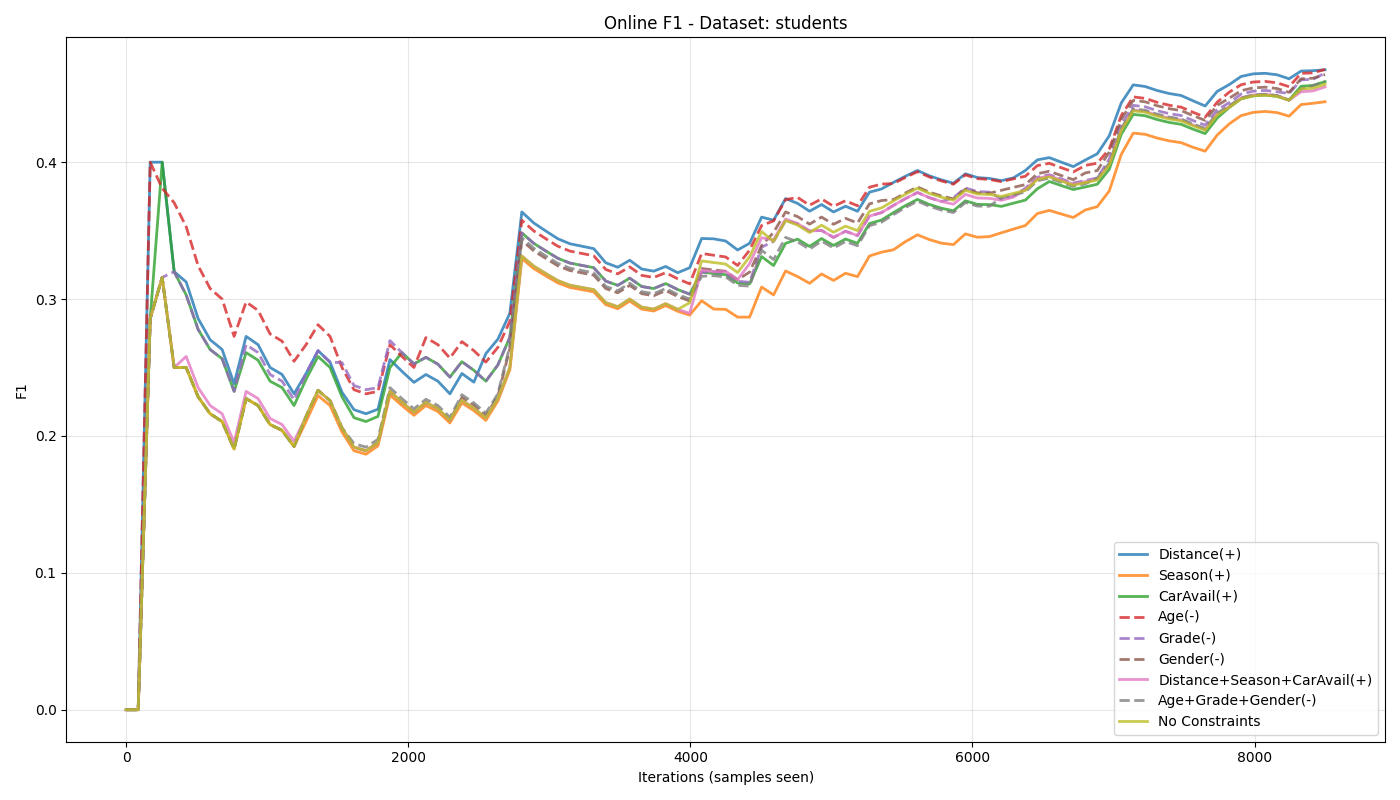 Online F1 - Dataset: students
F1
0.4
0.3
0.2
0.1
0.0
0
2000
4000
6000
8000
Iterations (samples seen)
Distance(+)
Season(+)
CarAvail(+)
Age(-)
Grade(-)
Gender(-)
Distance+Season+CarAvail(+)
Age+Grade+Gender(-)
No Constraints